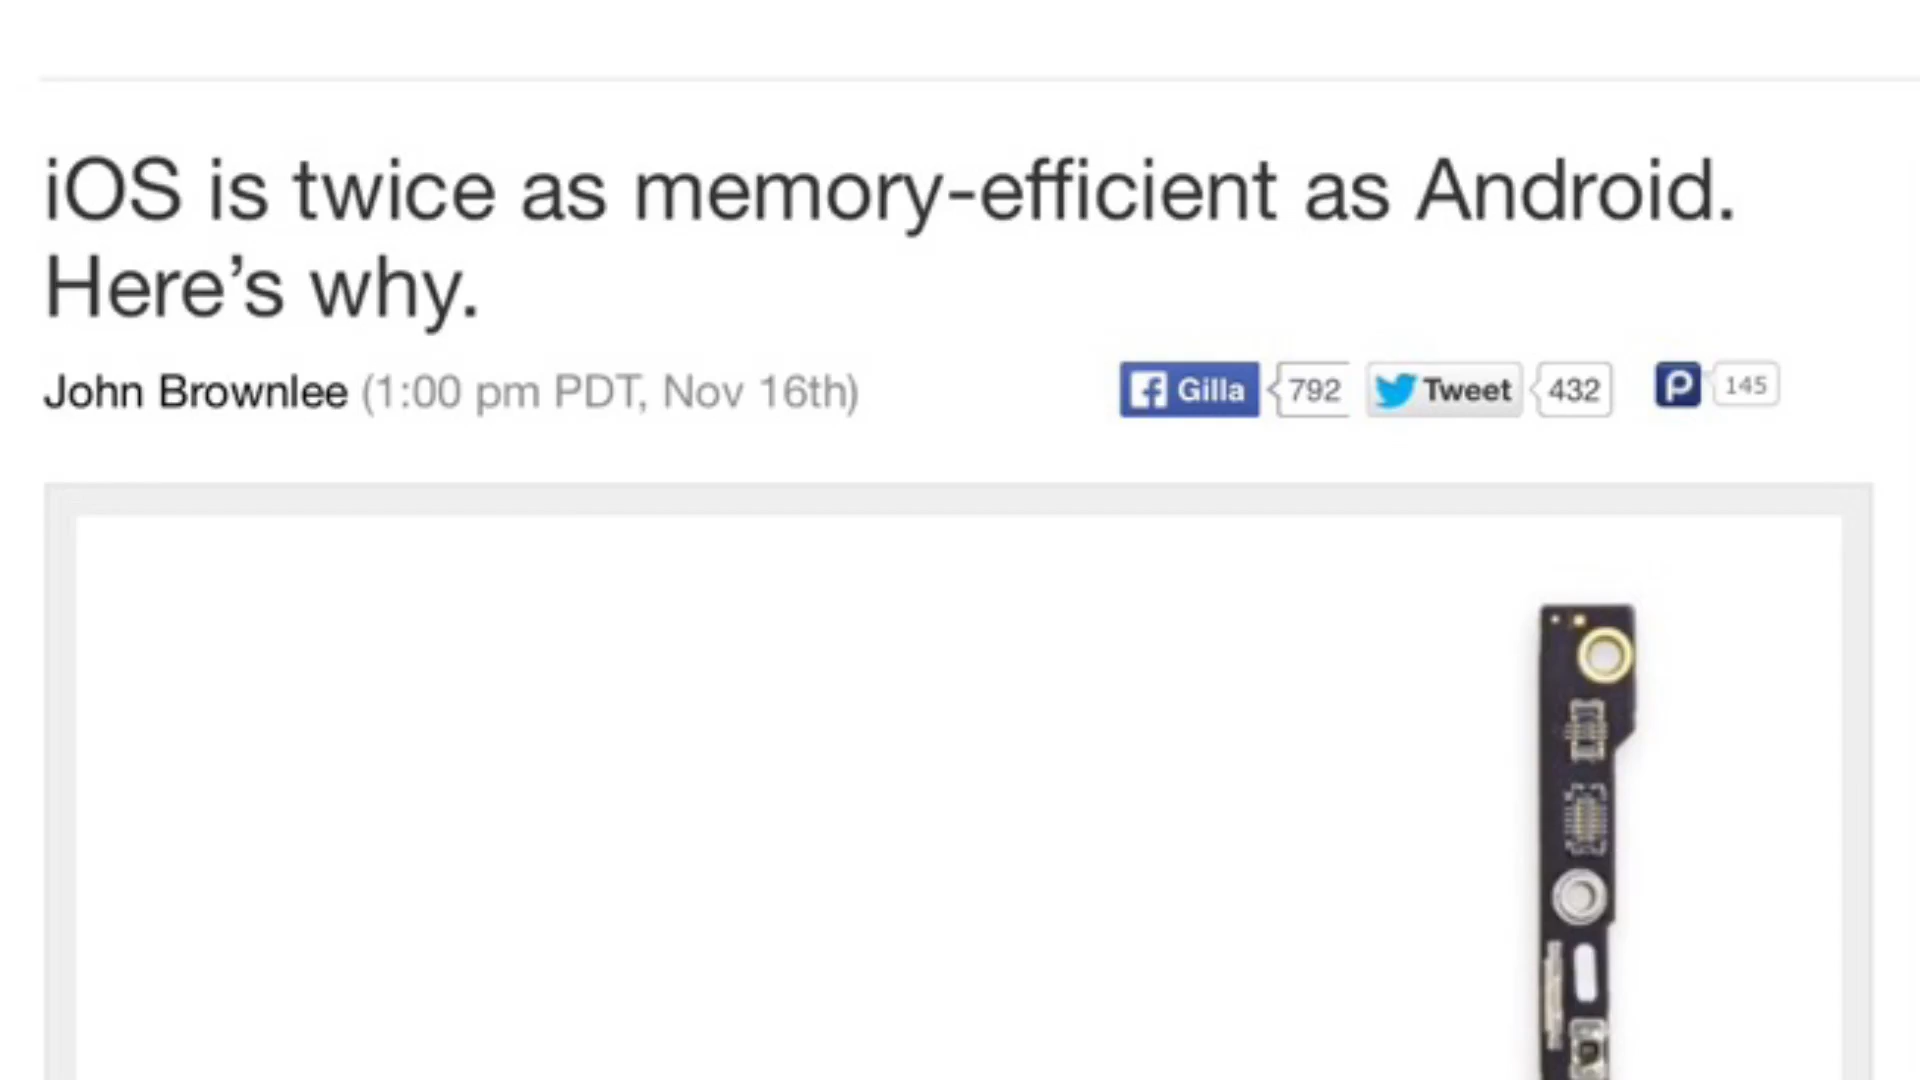 iOS is twice as memory-efficient as Android.
Here’s why.
John Brownlee (1:00 pm PDT, Nov 16th)
Gilla 792 Tweet 432 145